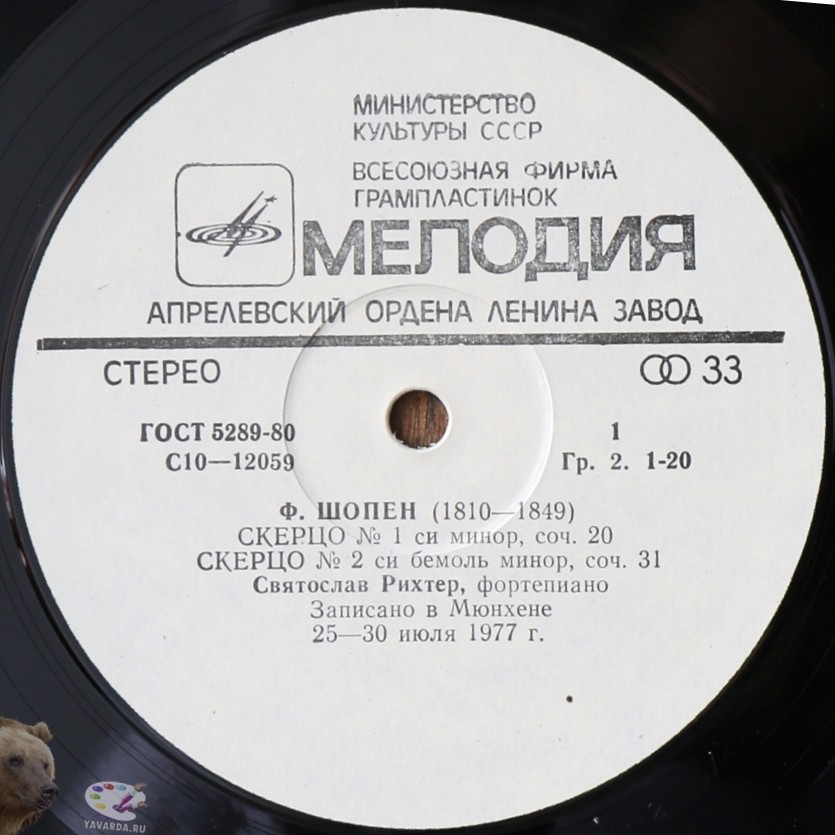 МИНИСТЕРСТВО
КУЛЬТУРЫ СССР
ВСЕСОЮЗНАЯ ФИРМА
ГРАМПЛАСТИНОК
МЕЛОДИЯ
АПРЕЛЕВСКИЙ ОРДЕНА ЛЕНИНА ЗАВОД
СТЕРЕО 33
ГОСТ 5289-80 1
С10—12059 Гр. 2. 1-20
Ф. ШОПЕН (1810—1849)
СКЕРЦО № 1 си минор, соч. 20
СКЕРЦО № 2 си бемоль минор, соч. 31
Святослав Рихтер, фортепиано
Записано в Мюнхене
25—30 июля 1977 г.
YAVARDA.RU